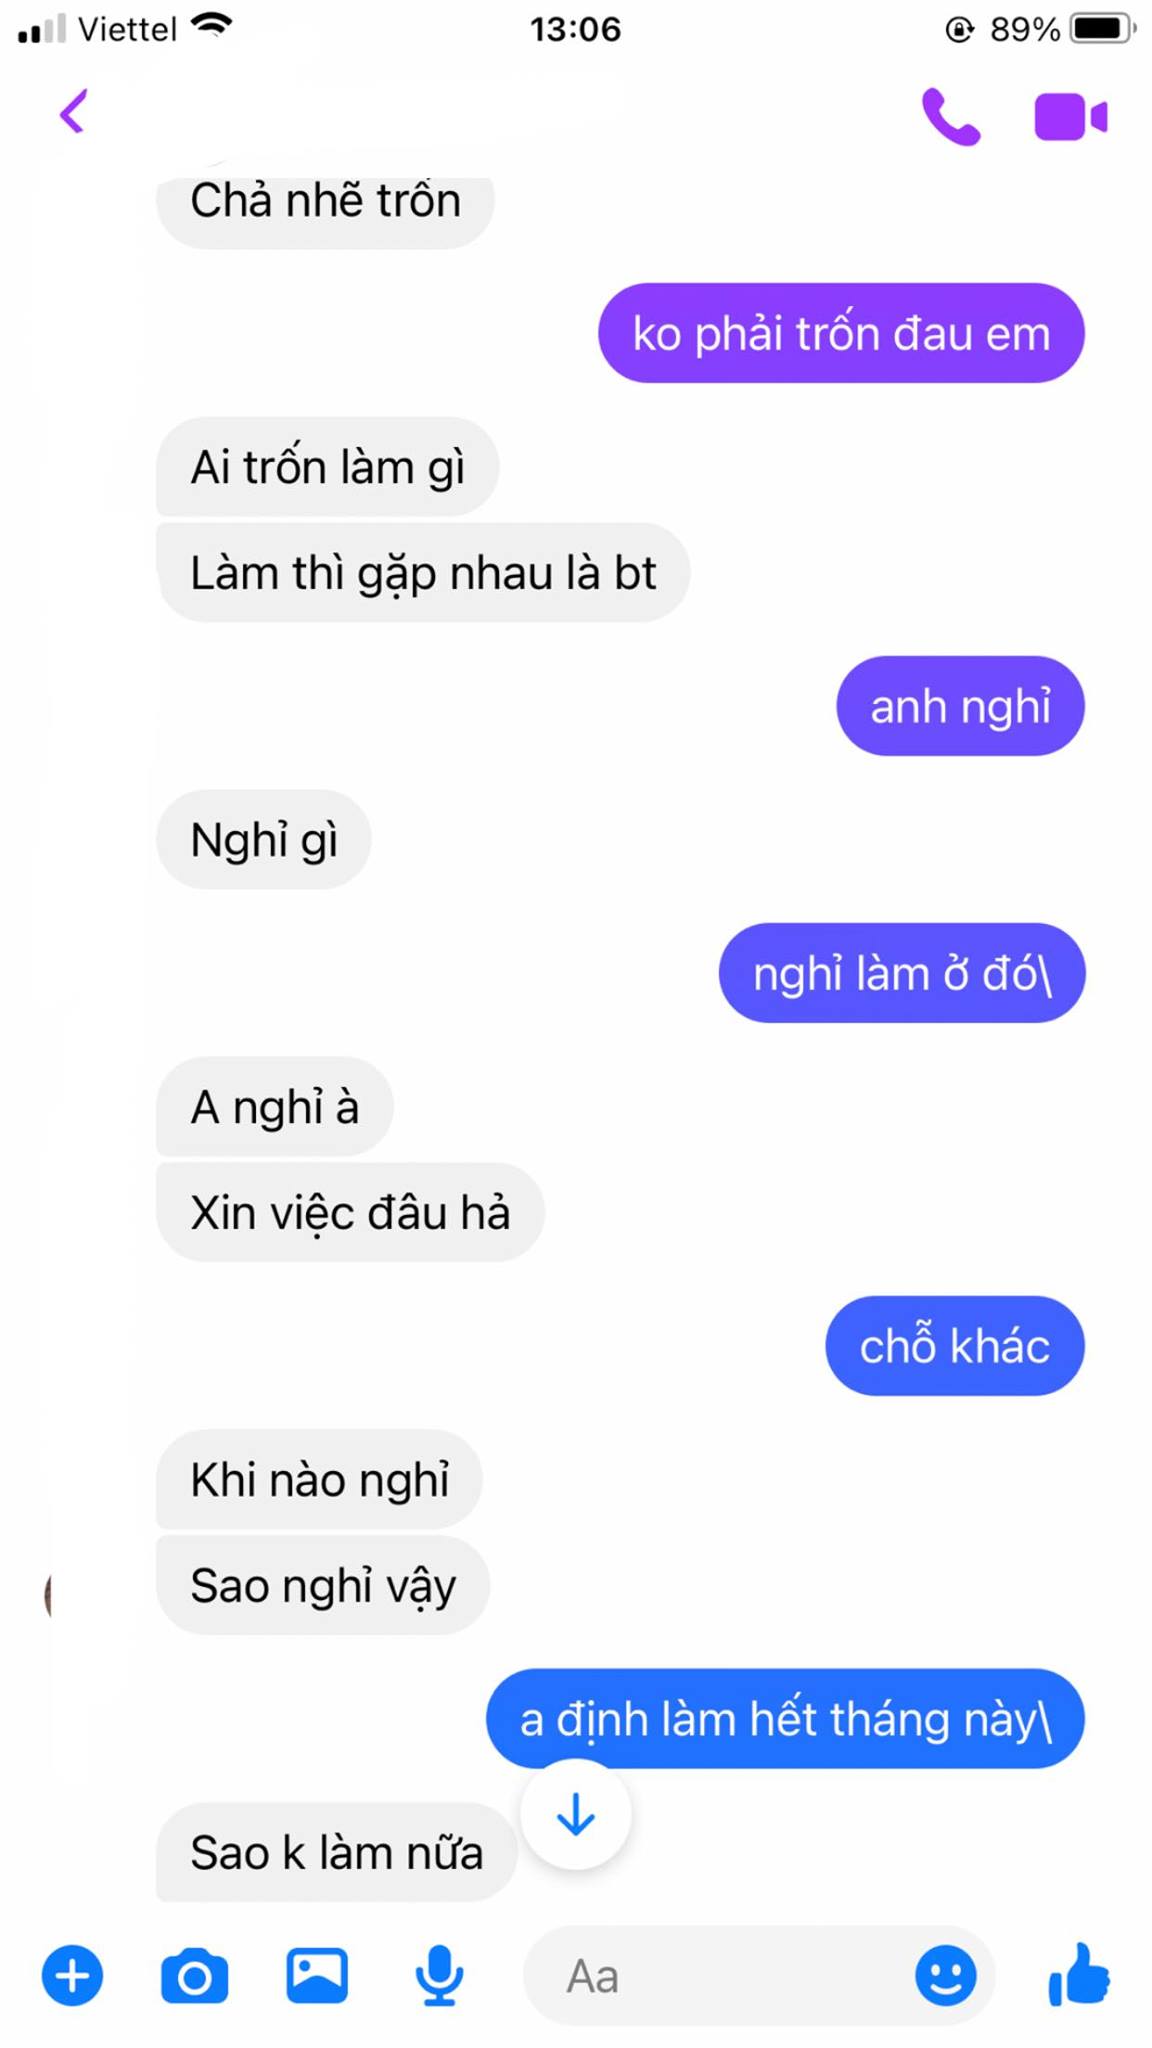 Viettel 13:06 89%
Chả nhẽ trốn
ko phải trốn đau em
Ai trốn làm gì
Làm thì gặp nhau là bt
anh nghỉ
Nghỉ gì
nghỉ làm ở đó\
A nghỉ à
Xin việc đâu hả
chỗ khác
Khi nào nghỉ
Sao nghỉ vậy
a định làm hết tháng này\
Sao k làm nữa
Aa